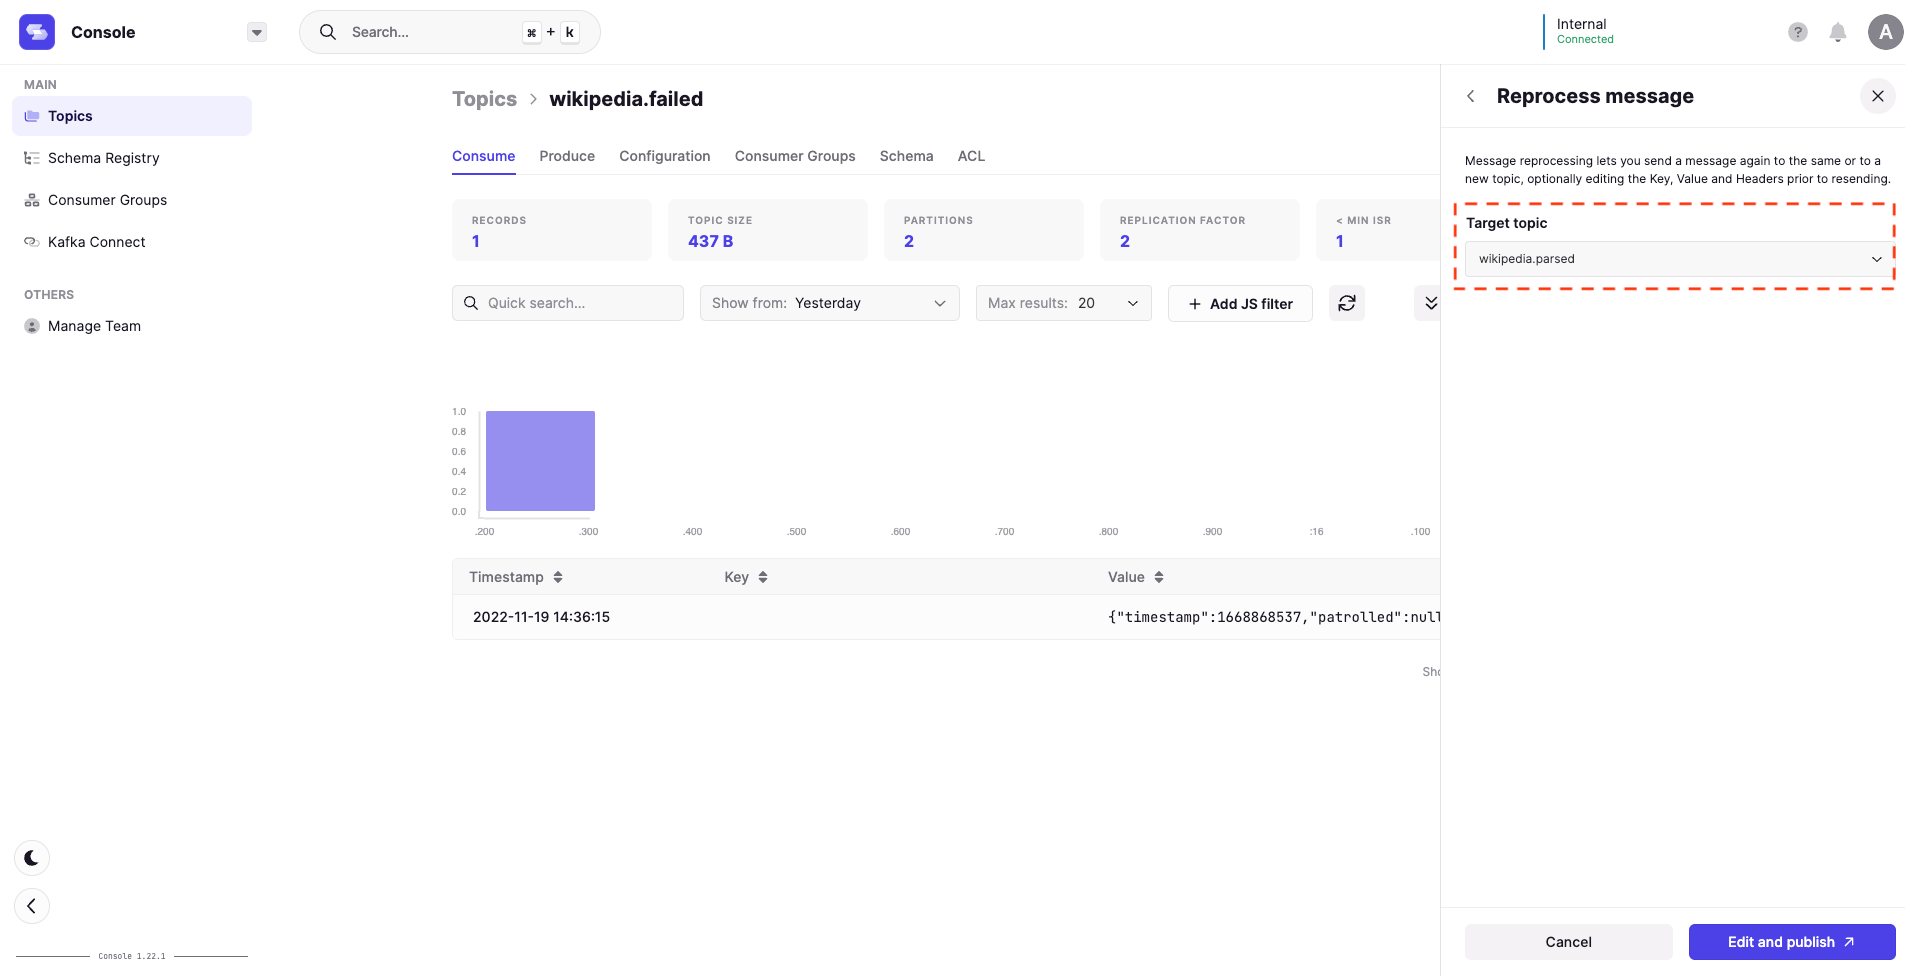 Console
Search...
⌘ + k
Internal
Connected
?
A
MAIN
Topics
Schema Registry
Consumer Groups
Kafka Connect
OTHERS
Manage Team
Console 1.22.1
Topics > wikipedia.failed
Consume Produce Configuration Consumer Groups Schema ACL
RECORDS
1
TOPIC SIZE
437 B
PARTITIONS
2
REPLICATION FACTOR
2
< MIN ISR
1
Quick search...
Show from: Yesterday
Max results: 20
+ Add JS filter
1.0
0.8
0.6
0.4
0.2
0.0
.200 .300 .400 .500 .600 .700 .800 .900 :16 .100
Timestamp Key Value
2022-11-19 14:36:15 {"timestamp":1668868537,"patrolled":null
Sho
Reprocess message
Message reprocessing lets you send a message again to the same or to a
new topic, optionally editing the Key, Value and Headers prior to resending.
Target topic
wikipedia.parsed
Cancel
Edit and publish